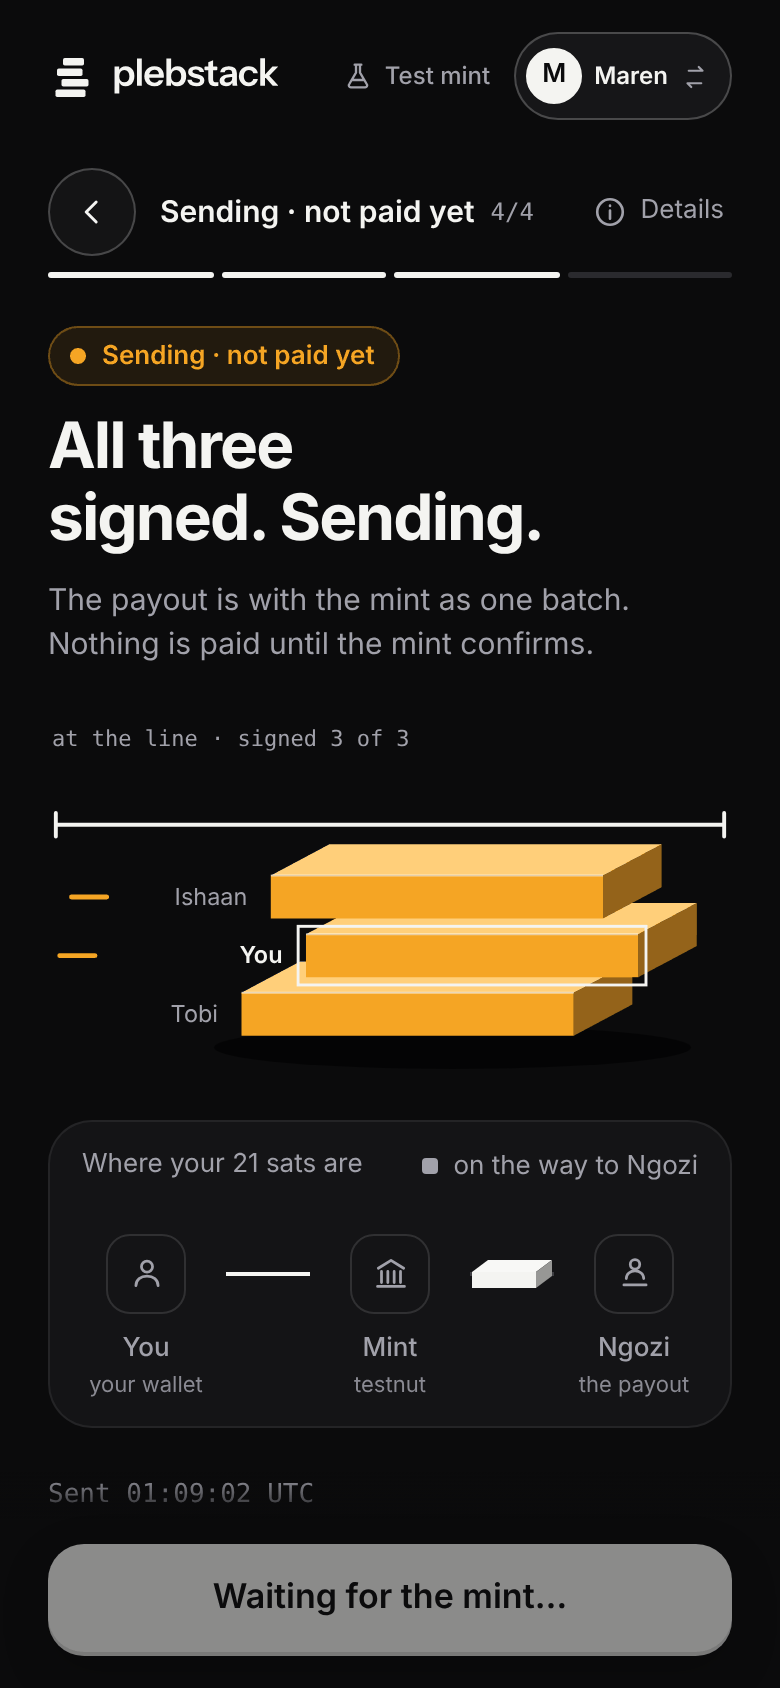 plebstack
Test mint
M
Maren
Sending · not paid yet 4/4
Details
Sending · not paid yet
All three
signed. Sending.
The payout is with the mint as one batch.
Nothing is paid until the mint confirms.
at the line · signed 3 of 3
Ishaan
You
Tobi
Where your 21 sats are
on the way to Ngozi
You
your wallet
Mint
testnut
Ngozi
the payout
Sent 01:09:02 UTC
Waiting for the mint...